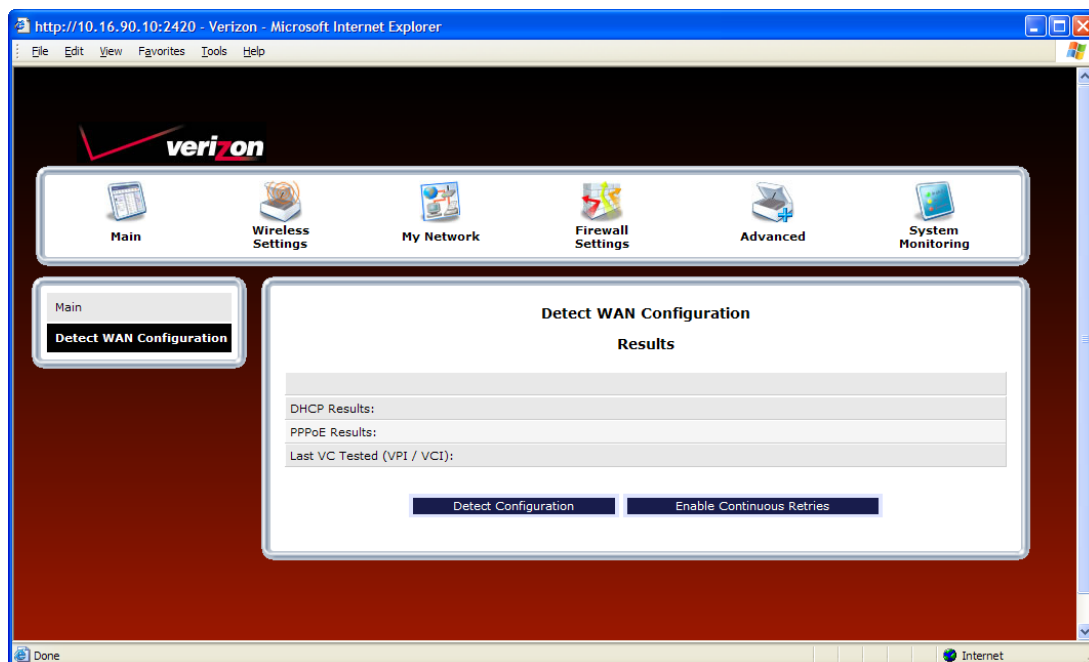 http://10.16.90.10:2420 - Verizon - Microsoft Internet Explorer
File Edit View Favorites Tools Help
verizon
Main
Wireless Settings
My Network
Firewall Settings
Advanced
System Monitoring
Main
Detect WAN Configuration
Detect WAN Configuration
Results
DHCP Results:
PPPoE Results:
Last VC Tested (VPI / VCI):
Detect Configuration
Enable Continuous Retries
Done
Internet